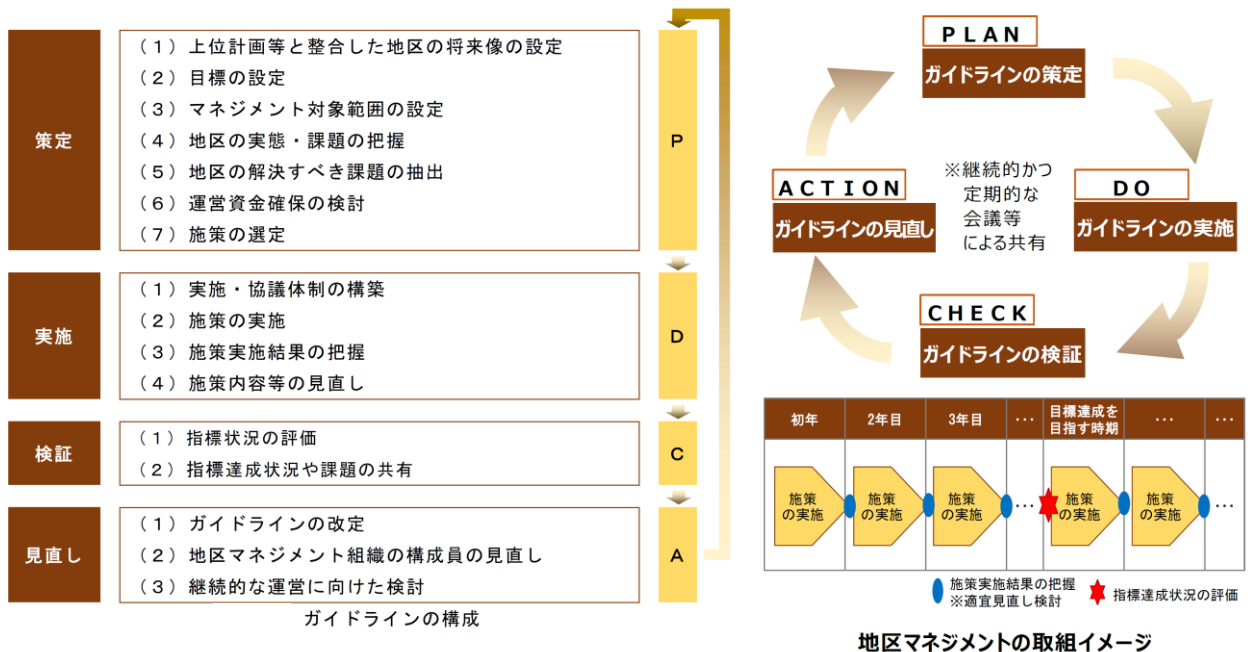 策定
（１）上位計画等と整合した地区の将来像の設定
（２）目標の設定
（３）マネジメント対象範囲の設定
（４）地区の実態・課題の把握
（５）地区の解決すべき課題の抽出
（６）運営資金確保の検討
（７）施策の選定
P
実施
（１）実施・協議体制の構築
（２）施策の実施
（３）施策実施結果の把握
（４）施策内容等の見直し
D
検証
（１）指標状況の評価
（２）指標達成状況や課題の共有
C
見直し
（１）ガイドラインの改定
（２）地区マネジメント組織の構成員の見直し
（３）継続的な運営に向けた検討
A
ガイドラインの構成
PLAN
ガイドラインの策定
ACTION
ガイドラインの見直し
※継続的かつ
定期的な
会議等
による共有
DO
ガイドラインの実施
CHECK
ガイドラインの検証
初年
2年目
3年目
…
目標達成を
目指す時期
…
…
施策
の実施
施策
の実施
施策
の実施
…
施策
の実施
施策
の実施
…
施策実施結果の把握
※適宜見直し検討
指標達成状況の評価
地区マネジメントの取組イメージ